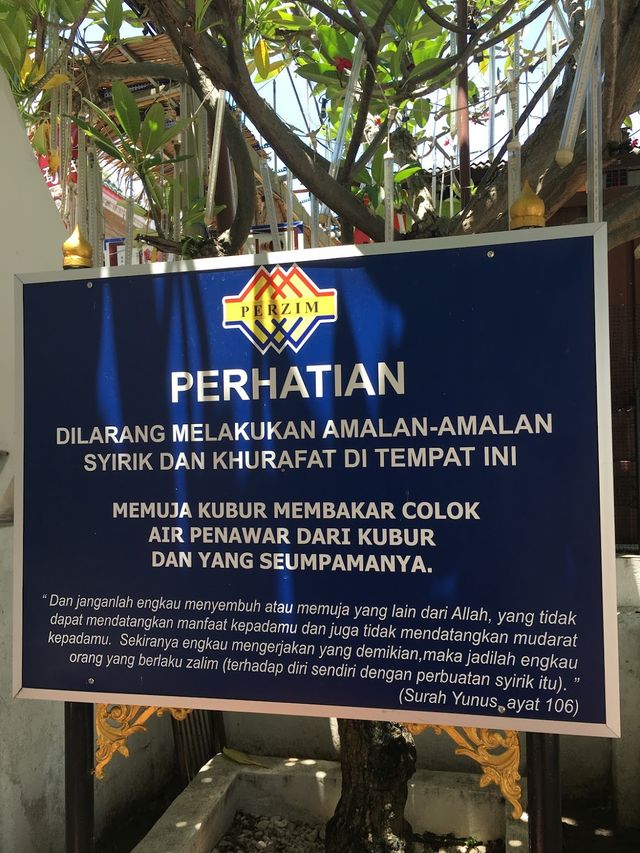 PERZIM
PERHATIAN
DILARANG MELAKUKAN AMALAN-AMALAN
SYIRIK DAN KHURAFAT DI TEMPAT INI
MEMUJA KUBUR MEMBAKAR COLOK
AIR PENAWAR DARI KUBUR
DAN YANG SEUMPAMANYA.
“ Dan janganlah engkau menyembuh atau memuja yang lain dari Allah, yang tidak
dapat mendatangkan manfaat kepadamu dan juga tidak mendatangkan mudarat
kepadamu. Sekiranya engkau mengerjakan yang demikian,maka jadilah engkau
orang yang berlaku zalim (terhadap diri sendiri dengan perbuatan syirik itu). ”
(Surah Yunus, ayat 106)